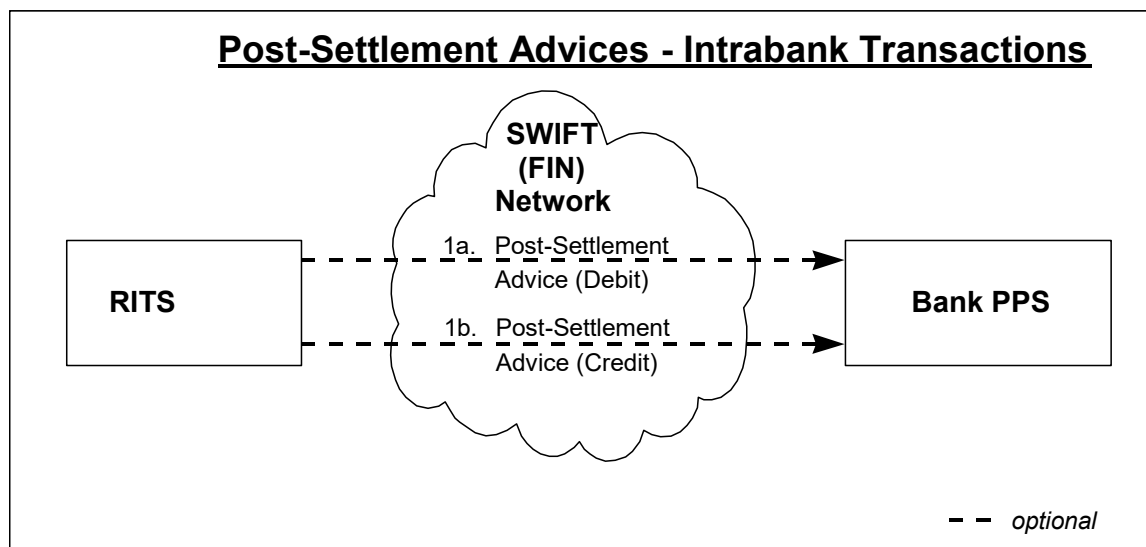 Post-Settlement Advices - Intrabank Transactions
SWIFT
(FIN)
Network
1a. Post-Settlement
Advice (Debit)
RITS
Bank PPS
1b. Post-Settlement
Advice (Credit)
optional